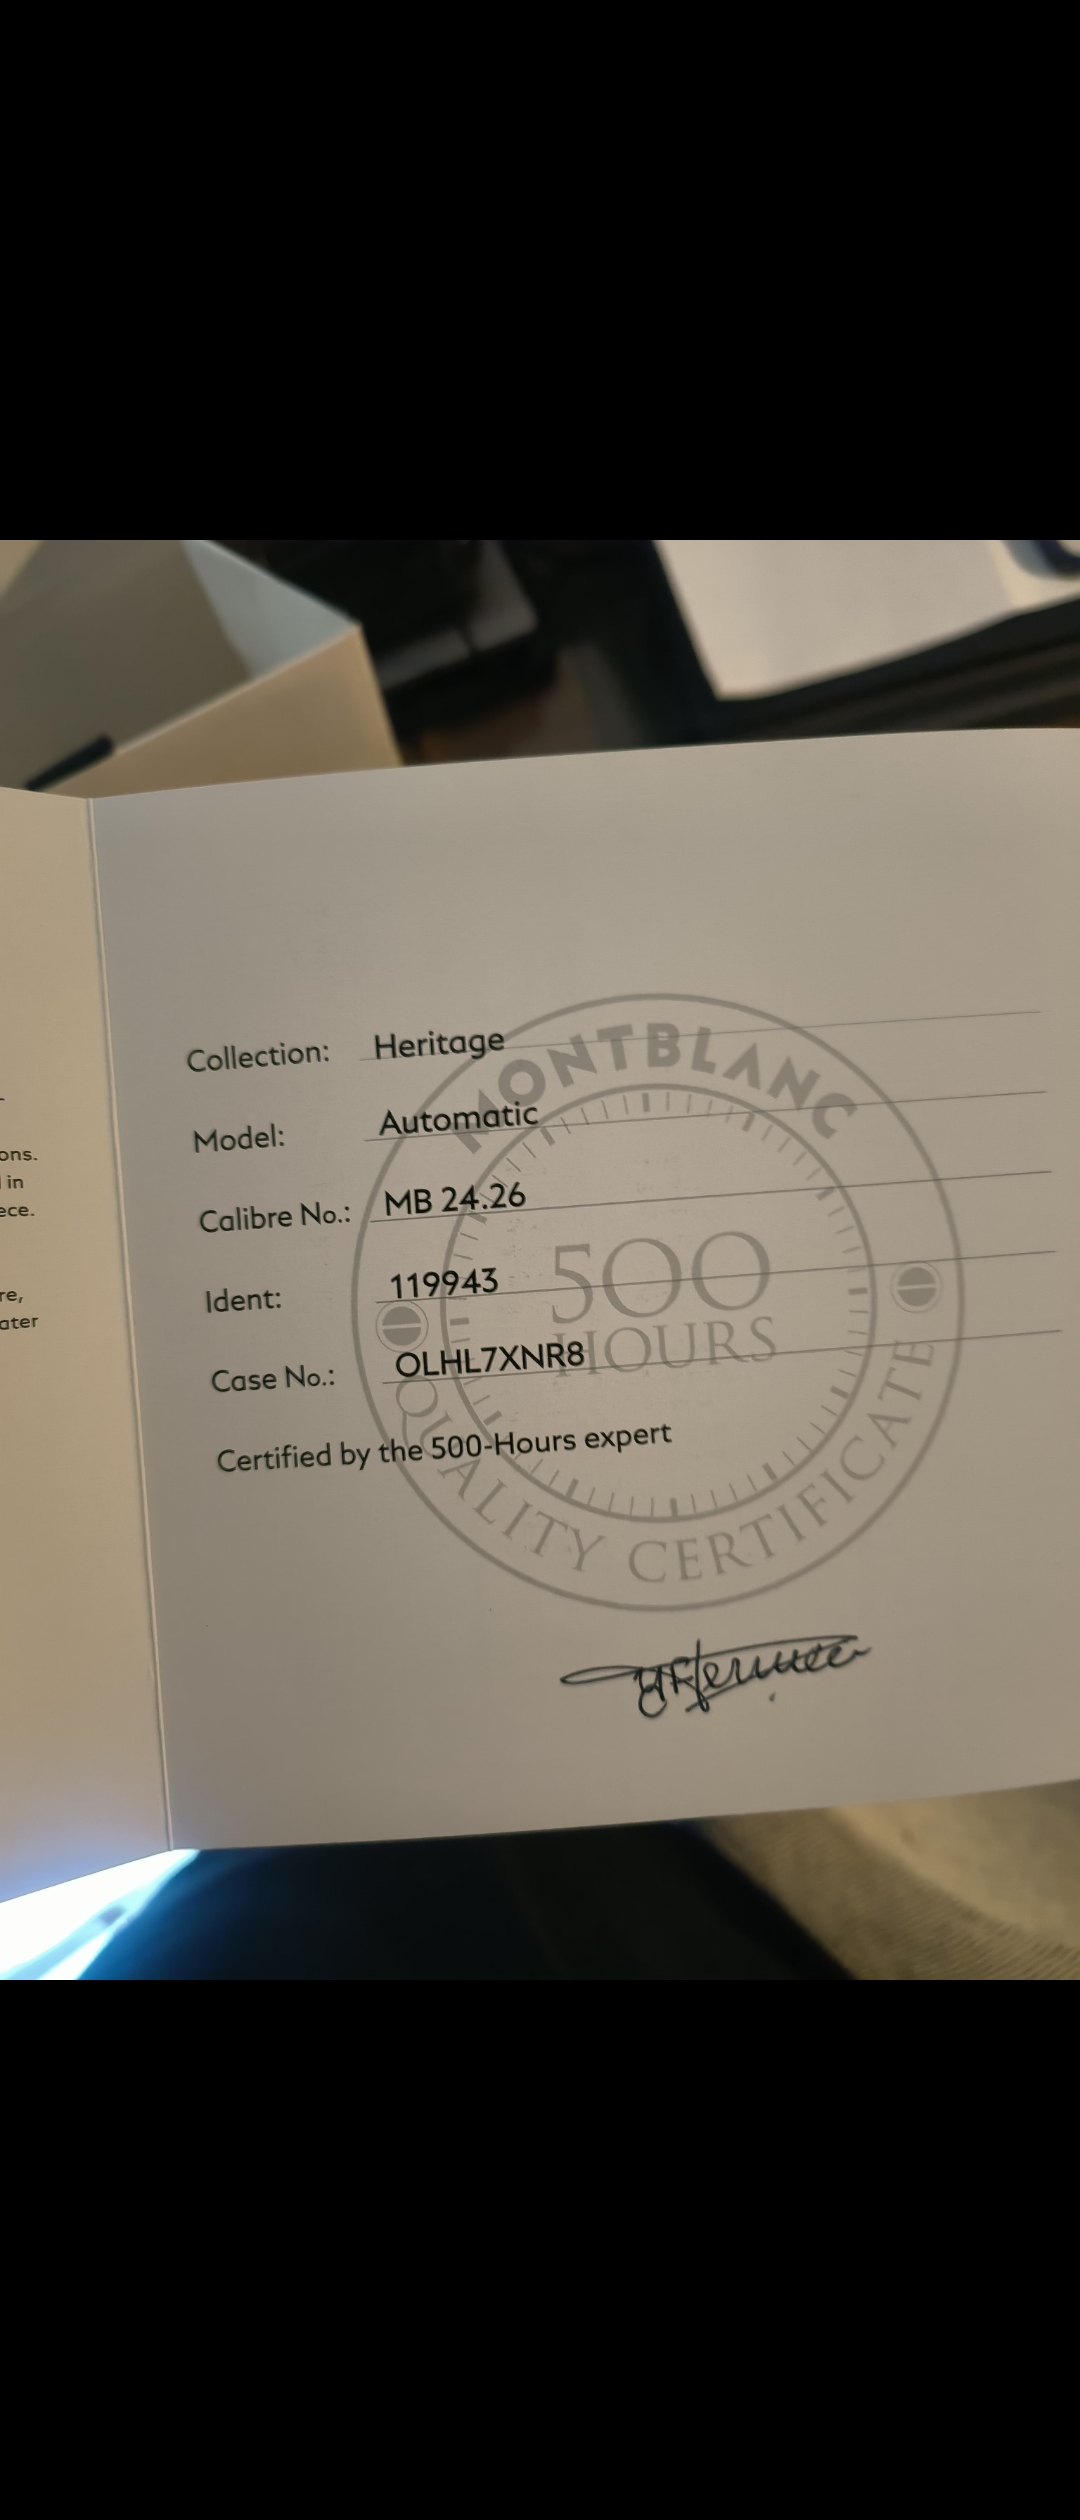 ons.
in
ece.
re,
ater
Collection: Heritage
Model: Automatic
Calibre No.: MB 24.26
Ident: 119943
Case No.: OLHL7XNR8
Certified by the 500-Hours expert
MONTBLANC
500
HOURS
QUALITY CERTIFICATE